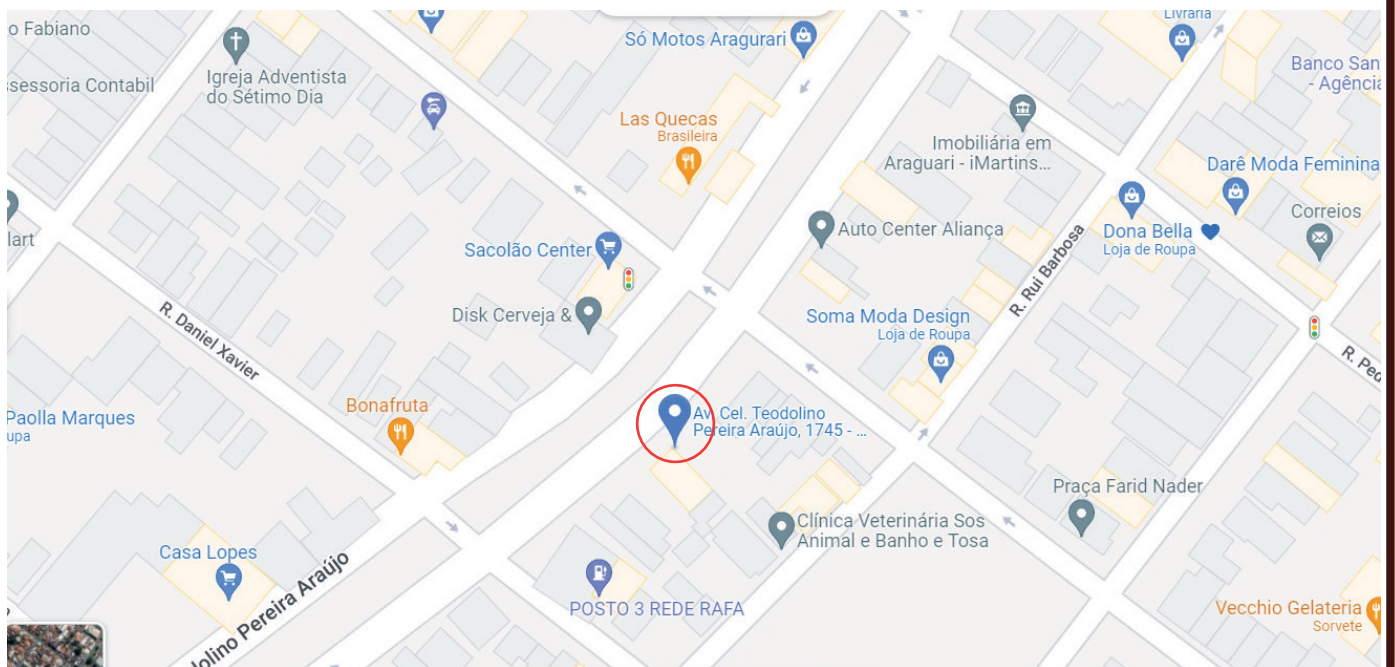 o Fabiano
Livraria
Só Motos Aragurari
Banco San
- Agência
ssessoria Contabil
Igreja Adventista
do Sétimo Dia
Las Quecas
Brasileira
Imobiliária em
Araguari - iMartins...
Darê Moda Feminina
Correios
lart
Auto Center Aliança
Dona Bella
Loja de Roupa
Sacolão Center
R. Rui Barbosa
Disk Cerveja &
Soma Moda Design
Loja de Roupa
R. Daniel Xavier
R. Ped
Paolla Marques
upa
Bonafruta
Av. Cel. Teodolino
Pereira Araújo, 1745 - ...
Praça Farid Nader
Clínica Veterinária Sos
Animal e Banho e Tosa
Casa Lopes
POSTO 3 REDE RAFA
Vecchio Gelateria
Sorvete
dolino Pereira Araújo